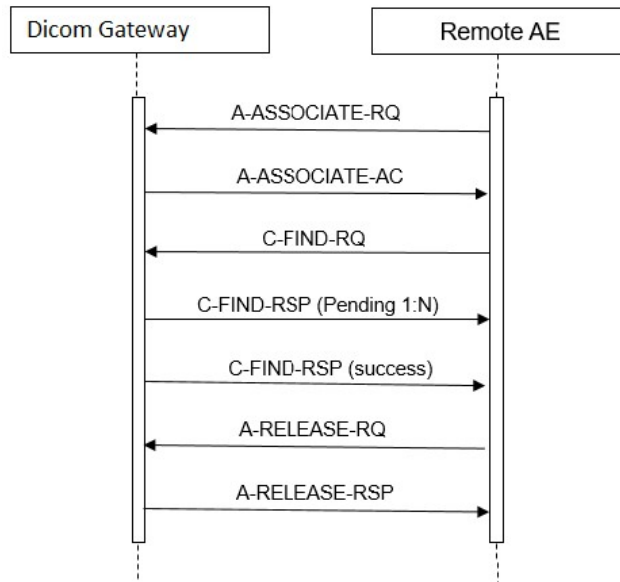 Dicom Gateway
Remote AE
A-ASSOCIATE-RQ
A-ASSOCIATE-AC
C-FIND-RQ
C-FIND-RSP (Pending 1:N)
C-FIND-RSP (success)
A-RELEASE-RQ
A-RELEASE-RSP